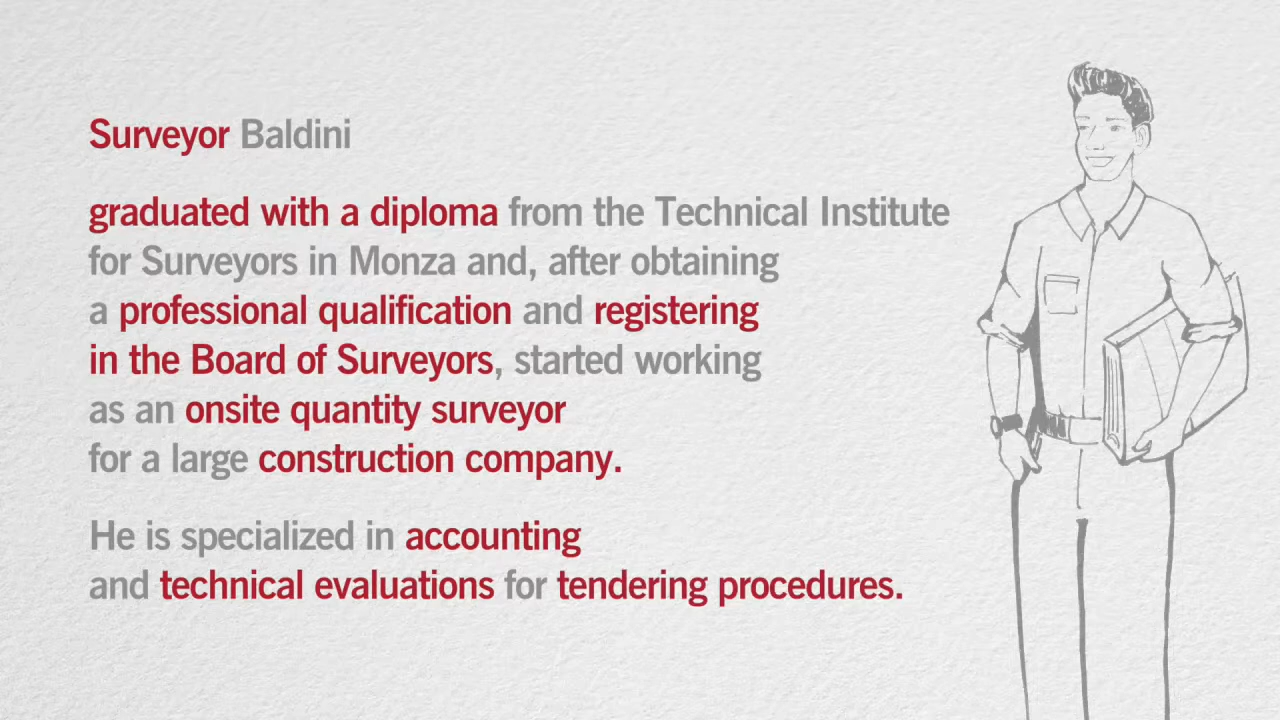 Surveyor Baldini
graduated with a diploma from the Technical Institute
for Surveyors in Monza and, after obtaining
a professional qualification and registering
in the Board of Surveyors, started working
as an onsite quantity surveyor
for a large construction company.
He is specialized in accounting
and technical evaluations for tendering procedures.